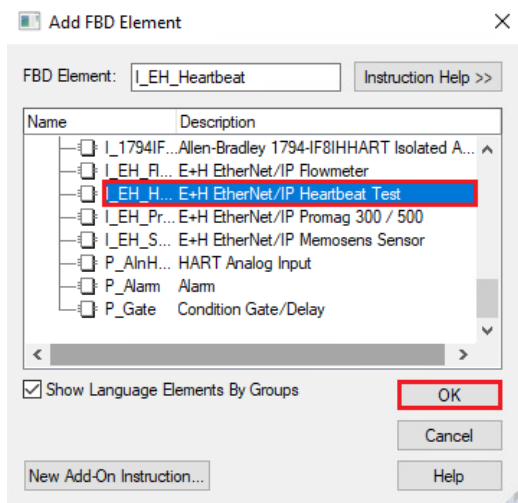 Add FBD Element
FBD Element: I_EH_Heartbeat Instruction Help >>
Name Description
I_1794IF...Allen-Bradley 1794-IF8IHHART Isolated A...
I_EH_Fl... E+H EtherNet/IP Flowmeter
I_EH_H... E+H EtherNet/IP Heartbeat Test
I_EH_Pr... E+H EtherNet/IP Promag 300 / 500
I_EH_S... E+H EtherNet/IP Memosens Sensor
P_AInH... HART Analog Input
P_Alarm Alarm
P_Gate Condition Gate/Delay
Show Language Elements By Groups
OK
Cancel
New Add-On Instruction... Help